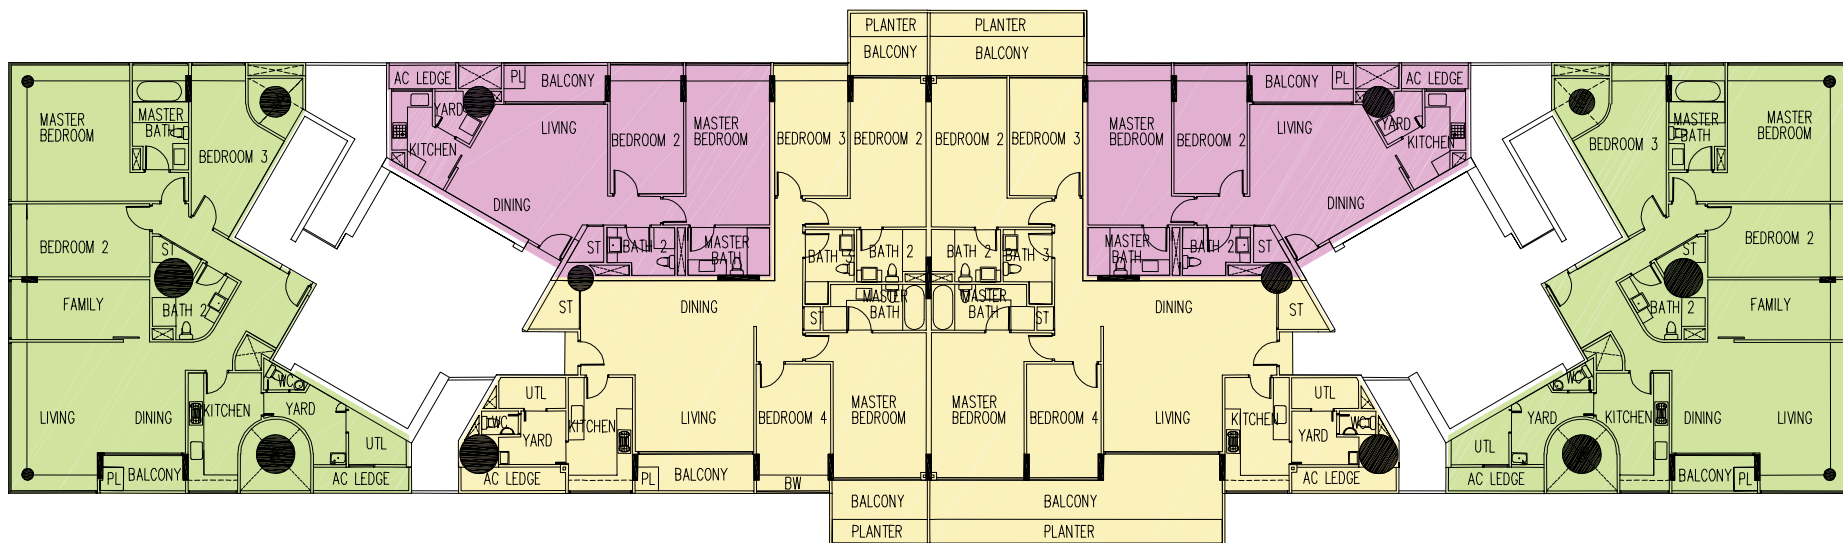 PLANTER
PLANTER
BALCONY
BALCONY
AC LEDGE
PL
BALCONY
BALCONY
PL
AC LEDGE
MASTER
BEDROOM
MASTER
BATH
BEDROOM 3
YARD
KITCHEN
LIVING
BEDROOM 2
MASTER
BEDROOM
BEDROOM 3
BEDROOM 2
BEDROOM 2
BEDROOM 3
MASTER
BEDROOM
BEDROOM 2
LIVING
YARD
KITCHEN
BEDROOM 3
MASTER
BATH
MASTER
BEDROOM
DINING
DINING
BEDROOM 2
ST
ST
BATH 2
MASTER
BATH
BATH 3
BATH 2
BATH 2
BATH 3
MASTER
BATH
BATH 2
ST
ST
BEDROOM 2
FAMILY
BATH 2
ST
DINING
ST
MASTER
BATH
MASTER
BATH
ST
DINING
ST
BATH 2
FAMILY
LIVING
DINING
KITCHEN
WC
YARD
UTL
UTL
WC
YARD
KITCHEN
LIVING
BEDROOM 4
MASTER
BEDROOM
MASTER
BEDROOM
BEDROOM 4
LIVING
KITCHEN
UTL
YARD
WC
WC
YARD
UTL
KITCHEN
DINING
LIVING
PL
BALCONY
AC LEDGE
AC LEDGE
PL
BALCONY
BW
AC LEDGE
AC LEDGE
BALCONY
PL
BALCONY
BALCONY
PLANTER
PLANTER